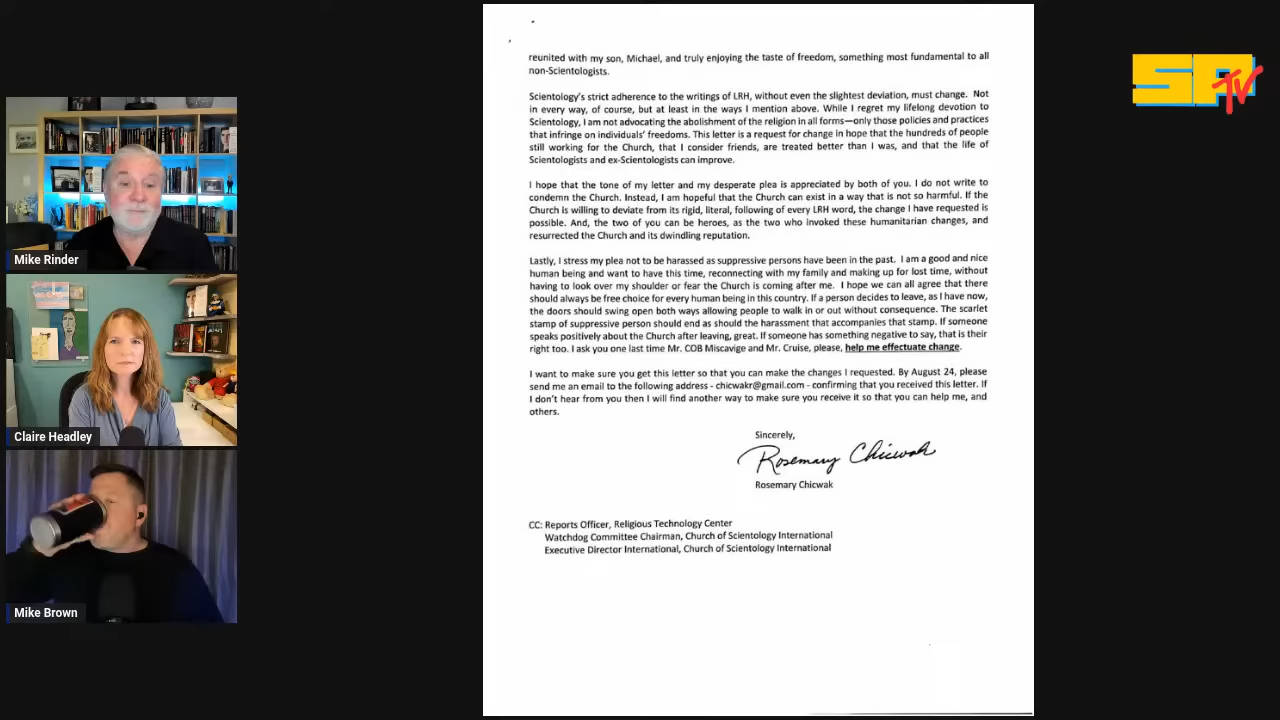 reunited with my son, Michael, and truly enjoying the taste of freedom, something most fundamental to all
non-Scientologists.
Scientology's strict adherence to the writings of LRH, without even the slightest deviation, must change. Not
in every way, of course, but at least in the ways I mention above. While I regret my lifelong devotion to
Scientology, I am not advocating the abolishment of the religion in all forms—only those policies and practices
that infringe on individuals' freedoms. This letter is a request for change in hope that the hundreds of people
still working for the Church, that I consider friends, are treated better than I was, and that the life of
Scientologists and ex-Scientologists can improve.
I hope that the tone of my letter and my desperate plea is appreciated by both of you. I do not write to
condemn the Church. Instead, I am hopeful that the Church can exist in a way that is not so harmful. If the
Church is willing to deviate from its rigid, literal, following of every LRH word, the change I have requested is
possible. And, the two of you can be heroes, as the two who invoked these humanitarian changes, and
resurrected the Church and its dwindling reputation.
Lastly, I stress my plea not to be harassed as suppressive persons have been in the past. I am a good and nice
human being and want to have this time, reconnecting with my family and making up for lost time, without
having to look over my shoulder or fear the Church is coming after me. I hope we can all agree that there
should always be free choice for every human being in this country. If a person decides to leave, as I have now,
the doors should swing open both ways allowing people to walk in or out without consequence. The scarlet
stamp of suppressive person should end as should the harassment that accompanies that stamp. If someone
speaks positively about the Church after leaving, great. If someone has something negative to say, that is their
right too. I ask you one last time Mr. COB Miscavige and Mr. Cruise, please, help me effectuate change.
I want to make sure you get this letter so that you can make the changes I requested. By August 24, please
send me an email to the following address - chicwakr@gmail.com - confirming that you received this letter. If
I don't hear from you then I will find another way to make sure you receive it so that you can help me, and
others.
Sincerely,
Rosemary Chicwak
Rosemary Chicwak
CC: Reports Officer, Religious Technology Center
Watchdog Committee Chairman, Church of Scientology International
Executive Director International, Church of Scientology International
Mike Rinder
Claire Headley
Mike Brown
SPTV